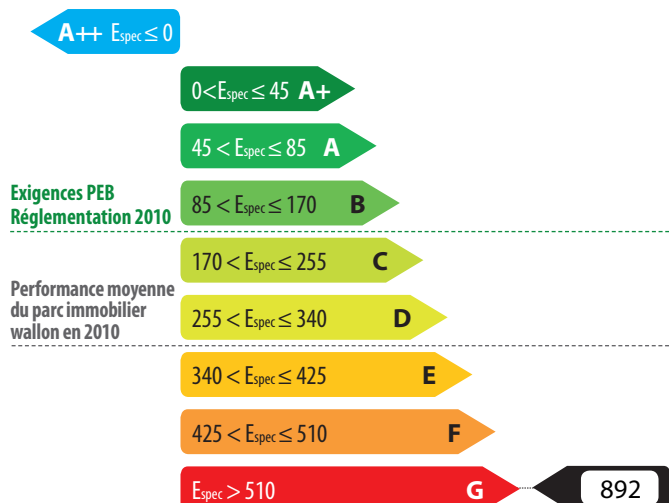 A++ Espec ≤ 0
0<Espec ≤ 45 A+
45 < Espec ≤ 85 A
Exigences PEB
Réglementation 2010
85 < Espec ≤ 170 B
170 < Espec ≤ 255 C
Performance moyenne
du parc immobilier
wallon en 2010
255 < Espec ≤ 340 D
340 < Espec ≤ 425 E
425 < Espec ≤ 510 F
Espec > 510 G 892